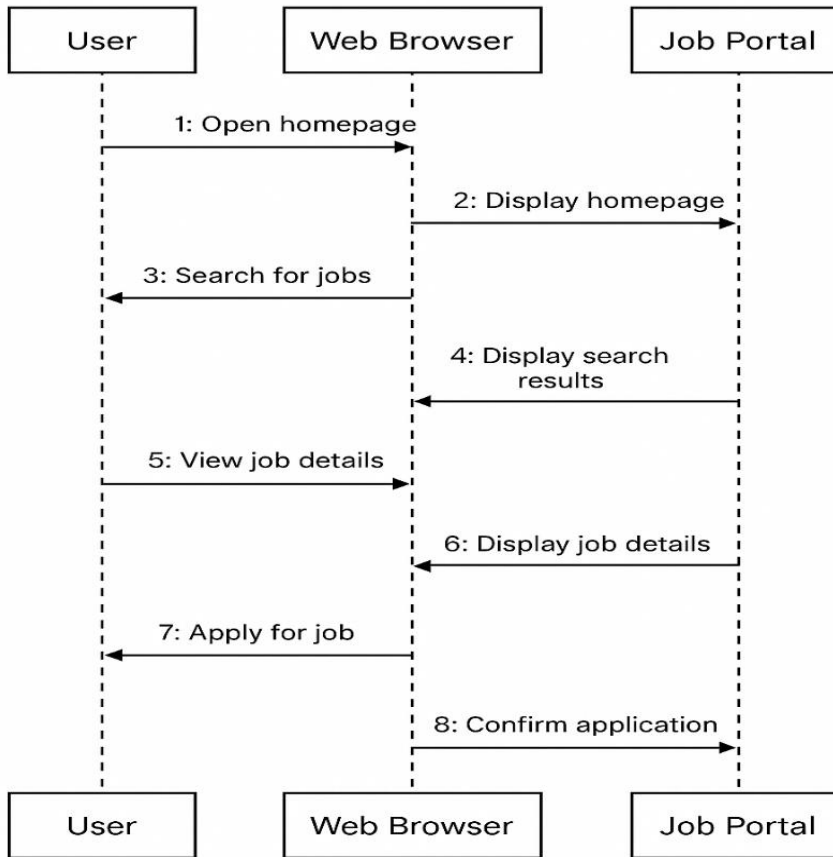 User
Web Browser
Job Portal
1: Open homepage
2: Display homepage
3: Search for jobs
4: Display search
results
5: View job details
6: Display job details
7: Apply for job
8: Confirm application
User
Web Browser
Job Portal